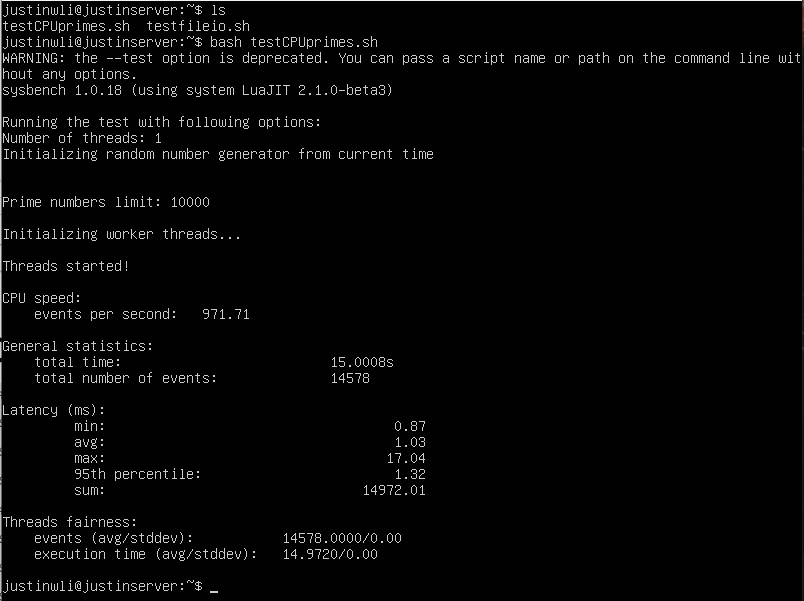 justinwli@justinserver:~$ ls
testCPUprimes.sh  testfileio.sh
justinwli@justinserver:~$ bash testCPUprimes.sh
WARNING: the --test option is deprecated. You can pass a script name or path on the command line wit
hout any options.
sysbench 1.0.18 (using system LuaJIT 2.1.0-beta3)
Running the test with following options:
Number of threads: 1
Initializing random number generator from current time
Prime numbers limit: 10000
Initializing worker threads...
Threads started!
CPU speed:
    events per second:   971.71
General statistics:
    total time:                          15.0008s
    total number of events:              14578
Latency (ms):
         min:                                    0.87
         avg:                                    1.03
         max:                                   17.04
         95th percentile:                        1.32
         sum:                                14972.01
Threads fairness:
    events (avg/stddev):           14578.0000/0.00
    execution time (avg/stddev):   14.9720/0.00
justinwli@justinserver:~$ _